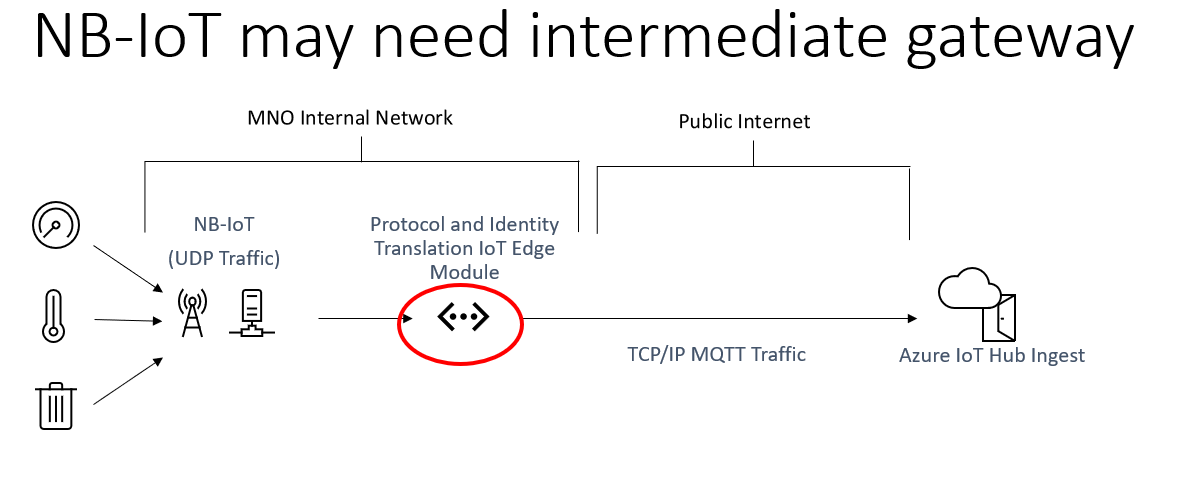 NB-IoT may need intermediate gateway
MNO Internal Network
Public Internet
NB-IoT
(UDP Traffic)
Protocol and Identity
Translation IoT Edge
Module
TCP/IP MQTT Traffic
Azure IoT Hub Ingest